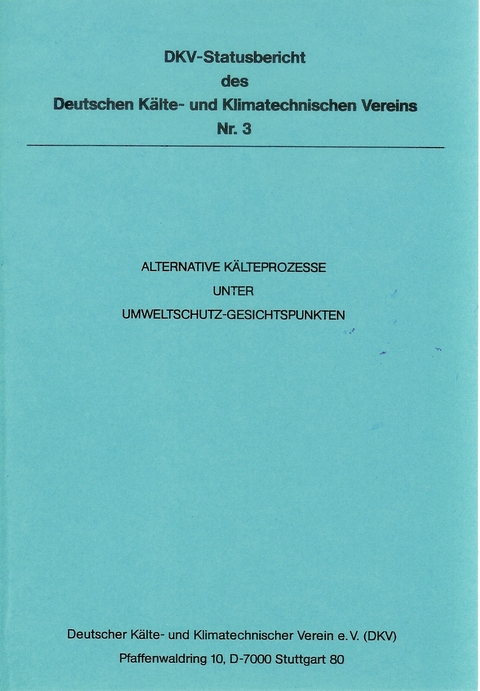 DKV-Statusbericht
des
Deutschen Kälte- und Klimatechnischen Vereins
Nr. 3
ALTERNATIVE KÄLTEPROZESSE
UNTER
UMWELTSCHUTZ-GESICHTSPUNKTEN
Deutscher Kälte- und Klimatechnischer Verein e.V. (DKV)
Pfaffenwaldring 10, D-7000 Stuttgart 80